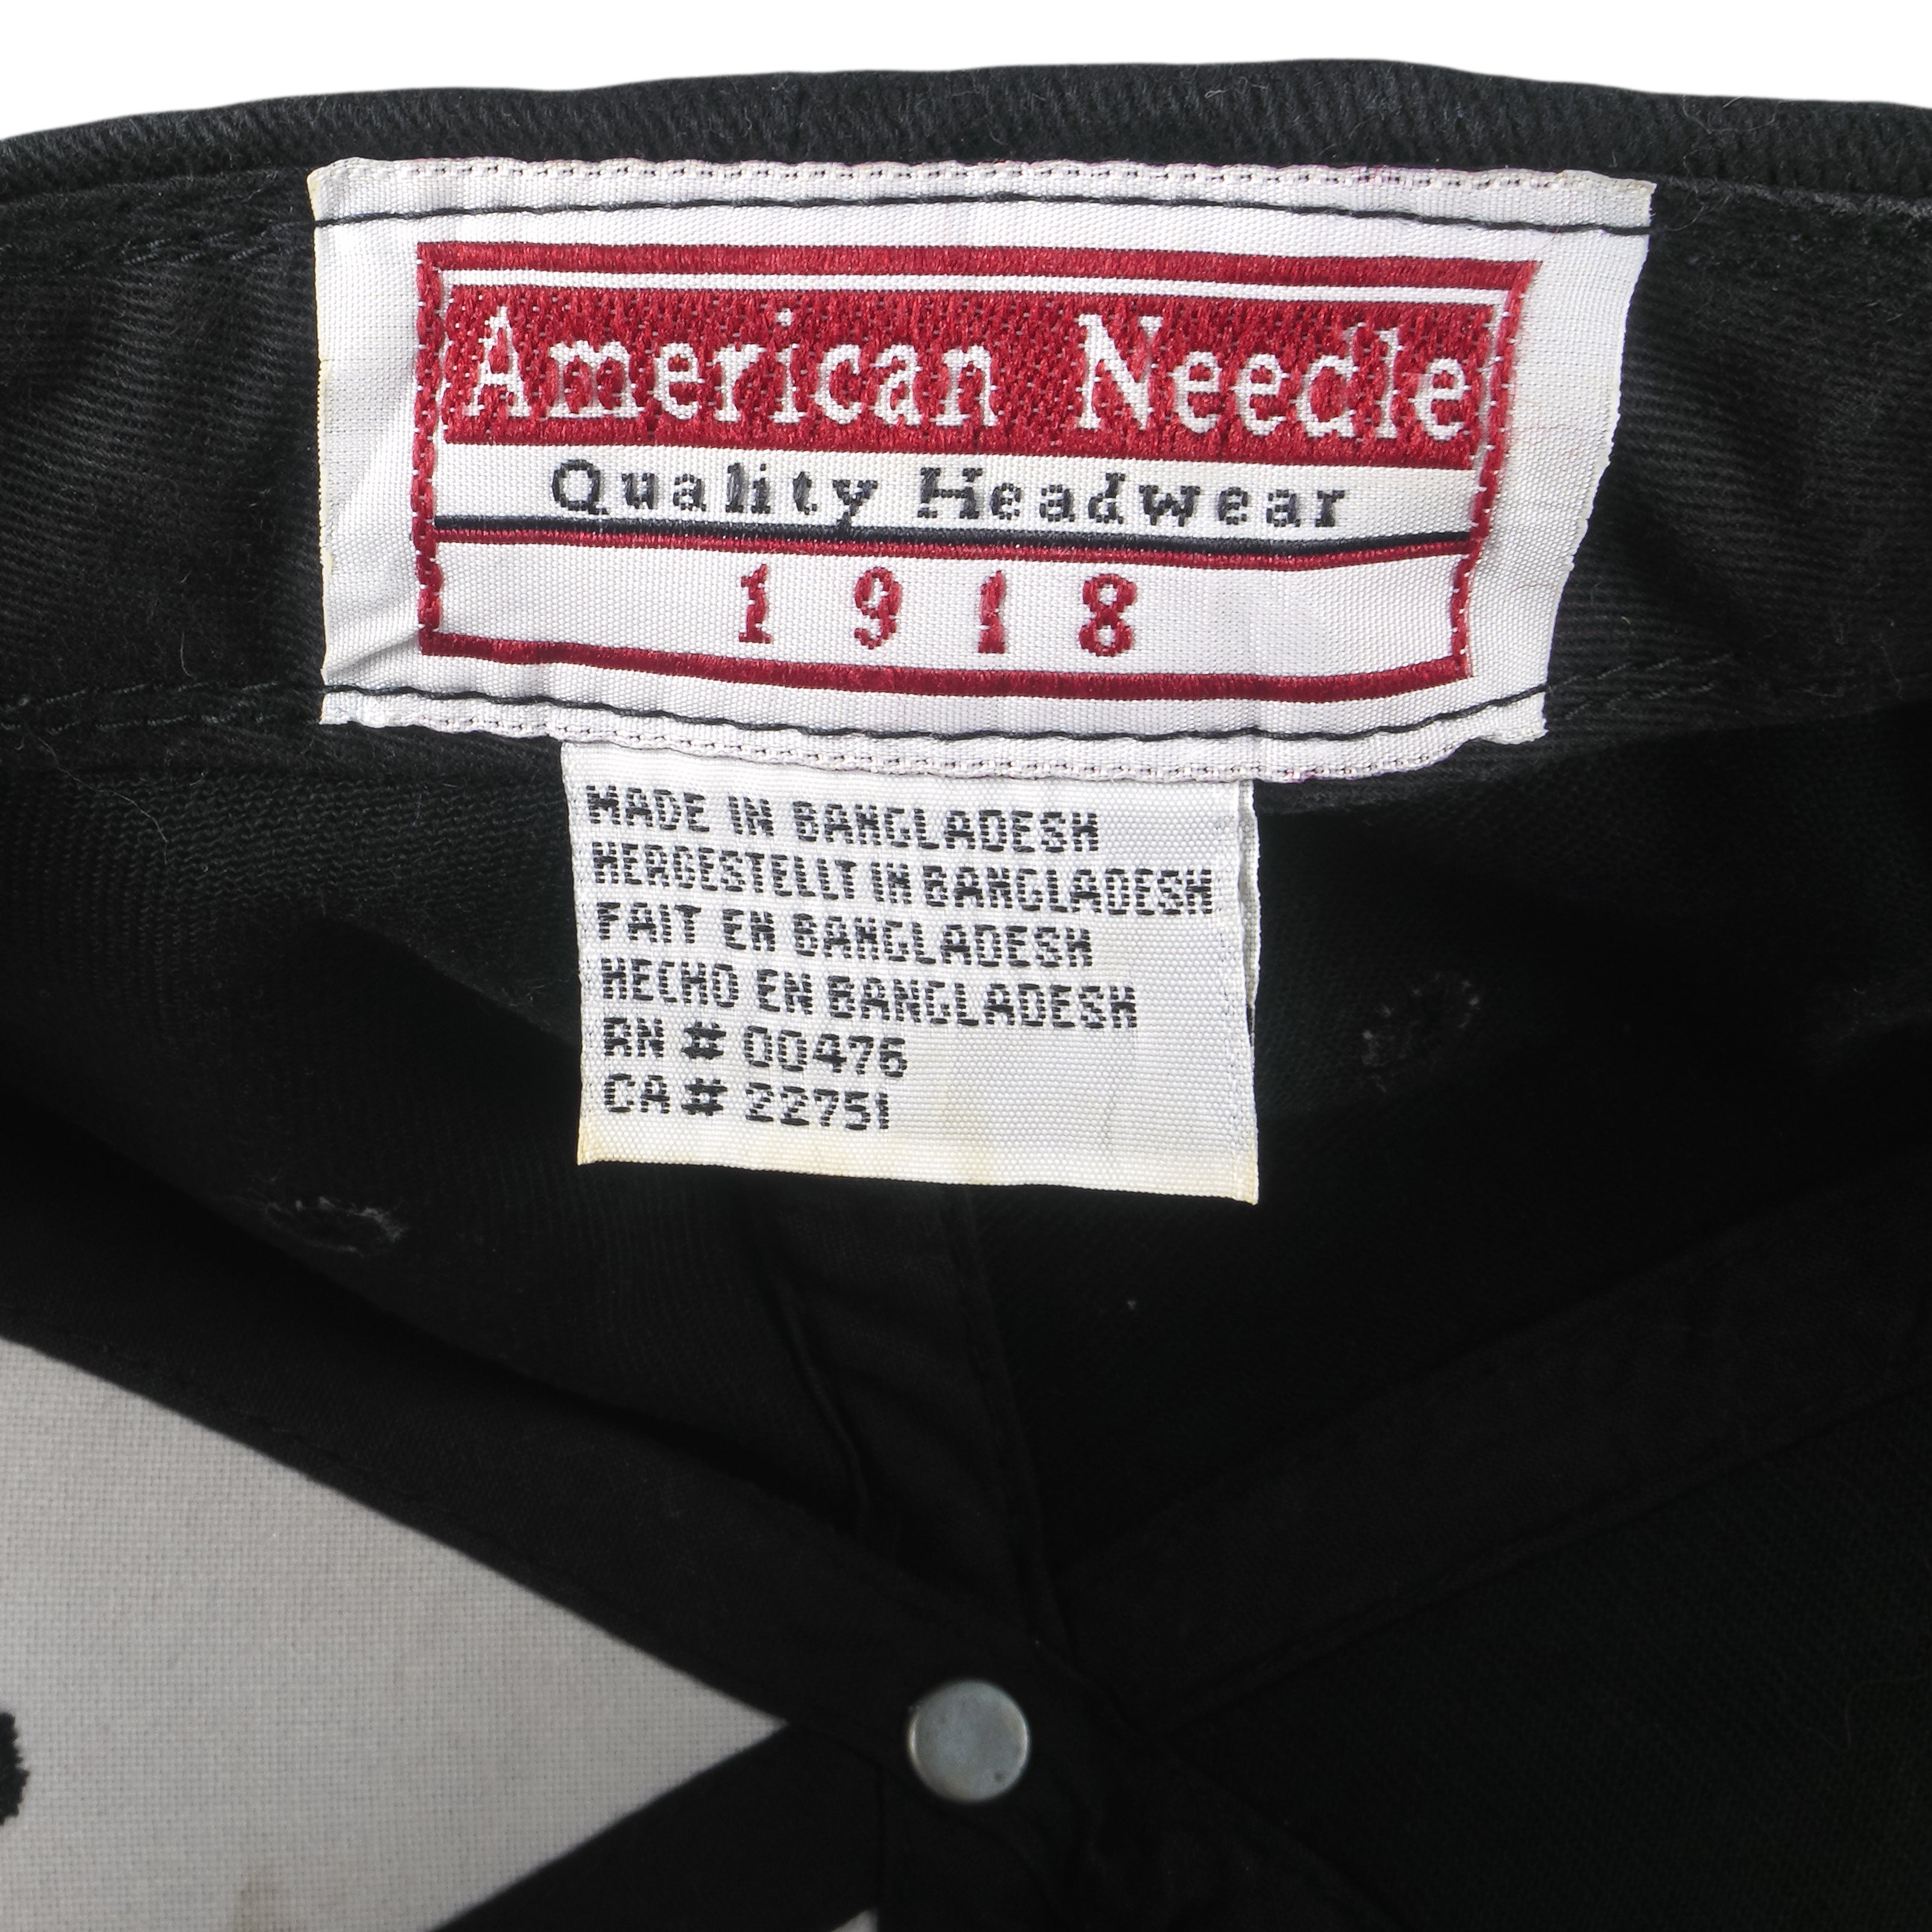 American Needle
Quality Headwear
1918
MADE IN BANGLADESH
HERGESTELLT IN BANGLADESH
FAIT EN BANGLADESH
HECHO EN BANGLADESH
RN # 00476
CA # 22751